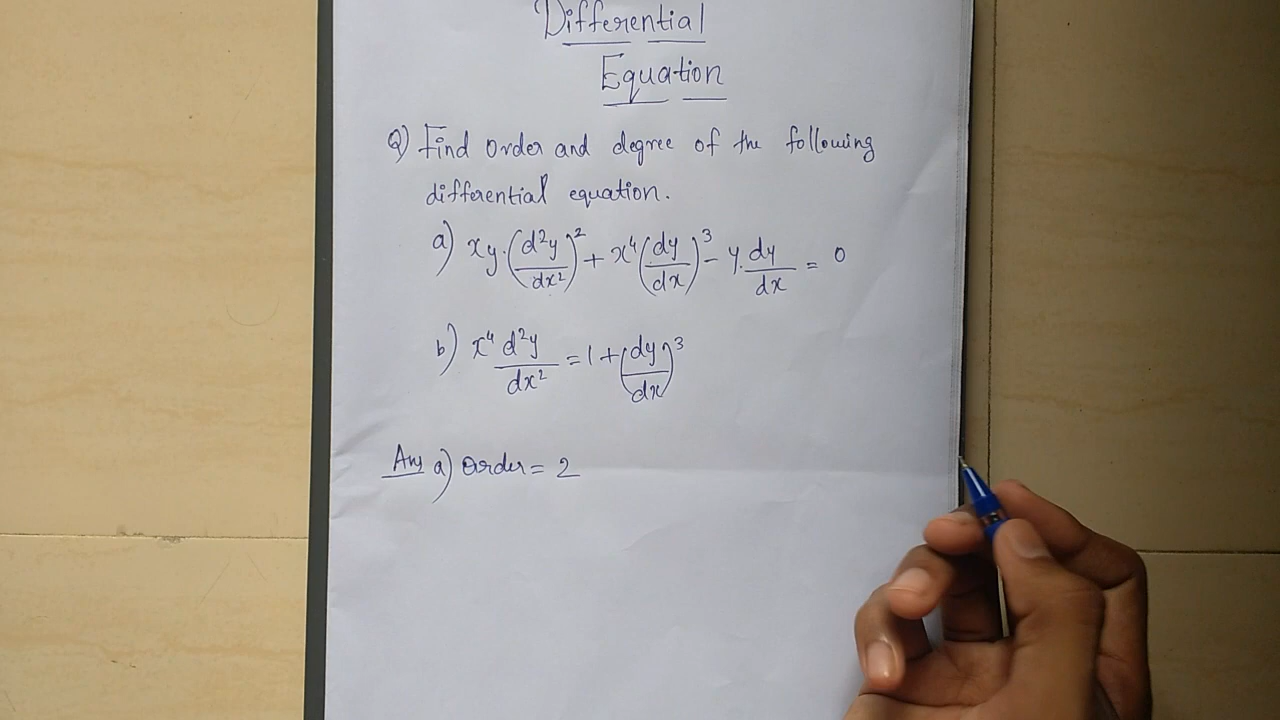 Differential
Equation
Q) Find order and degree of the following
differential equation.
a) xy.(d²y/dx²)² + x⁴(dy/dx)³ - y.dy/dx = 0
b) x⁴ d²y/dx² = 1 + (dy/dx)³
Ans a) Order = 2